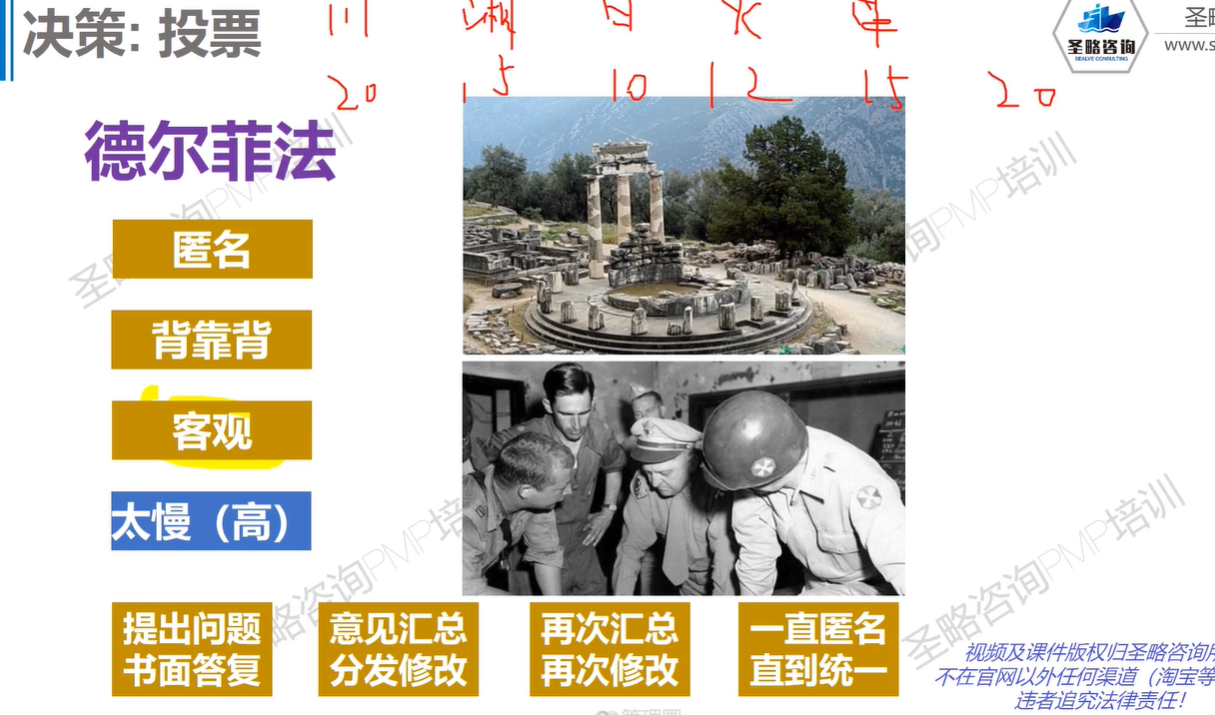 决策: 投票
川 湘 日 火 串
20 15 10 12 15 20
圣略咨询
SEALVE CONSULTING
www.s
德尔菲法
匿名
背靠背
客观
太慢（高）
提出问题
书面答复
意见汇总
分发修改
再次汇总
再次修改
一直匿名
直到统一
圣略咨询PMP培训
视频及课件版权归圣略咨询所
不在官网以外任何渠道（淘宝等
违者追究法律责任！